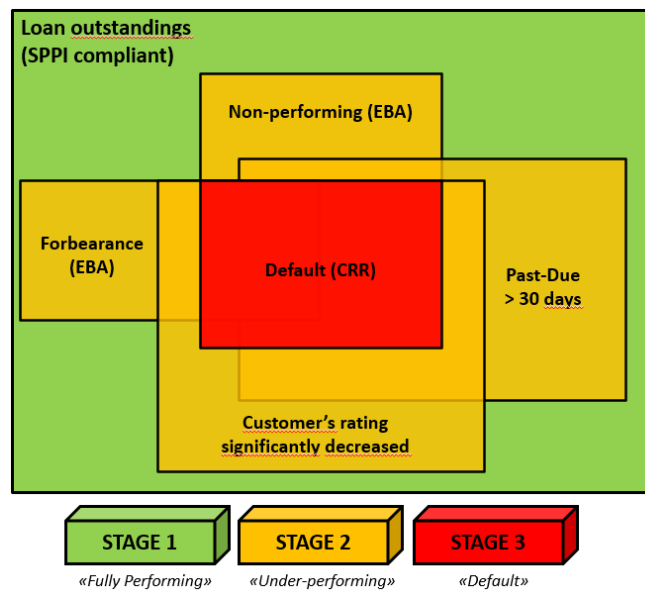 Loan outstandings
(SPPI compliant)
Non-performing (EBA)
Forbearance
(EBA)
Default (CRR)
Past-Due
> 30 days
Customer's rating
significantly decreased
STAGE 1
STAGE 2
STAGE 3
«Fully Performing»
«Under-performing»
«Default»